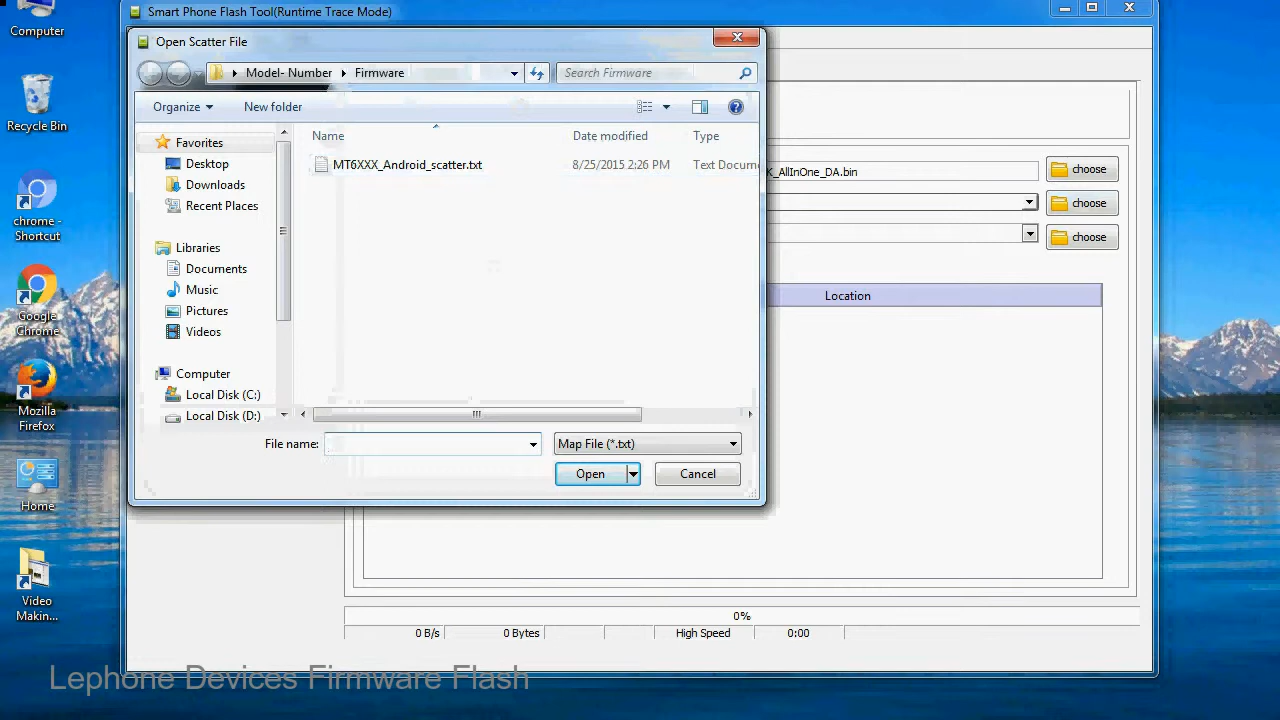 Computer
Recycle Bin
chrome -
Shortcut
Google
Chrome
Mozilla
Firefox
Home
Video
Makin...
Smart Phone Flash Tool(Runtime Trace Mode)
Open Scatter File
Model- Number
Firmware
Search Firmware
Organize
New folder
Name
Date modified
Type
MT6XXX_Android_scatter.txt
8/25/2015 2:26 PM
Text Docum
Favorites
Desktop
Downloads
Recent Places
Libraries
Documents
Music
Pictures
Videos
Computer
Local Disk (C:)
Local Disk (D:)
File name:
Map File (*.txt)
Open
Cancel
K_AllInOne_DA.bin
choose
choose
choose
Location
0%
0 B/s
0 Bytes
High Speed
0:00
Lephone Devices Firmware Flash